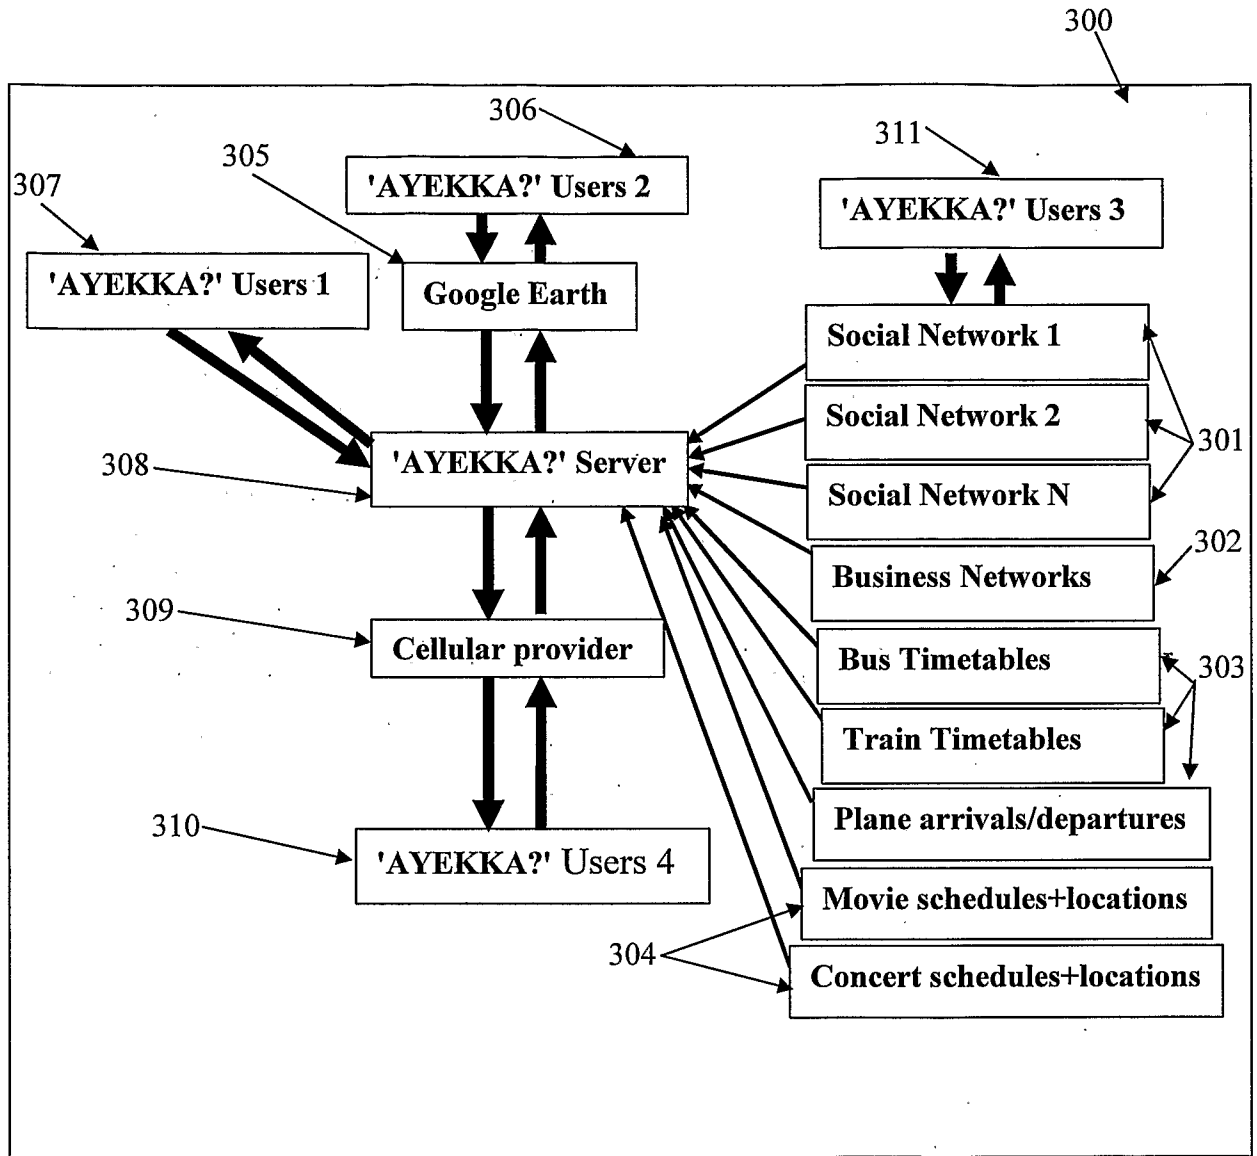 300
306
311
305
307
'AYEKKA?' Users 2
'AYEKKA?' Users 3
'AYEKKA?' Users 1
Google Earth
Social Network 1
Social Network 2
301
308
'AYEKKA?' Server
Social Network N
302
Business Networks
309
Cellular provider
Bus Timetables
303
Train Timetables
310
'AYEKKA?' Users 4
Plane arrivals/departures
Movie schedules+locations
304
Concert schedules+locations